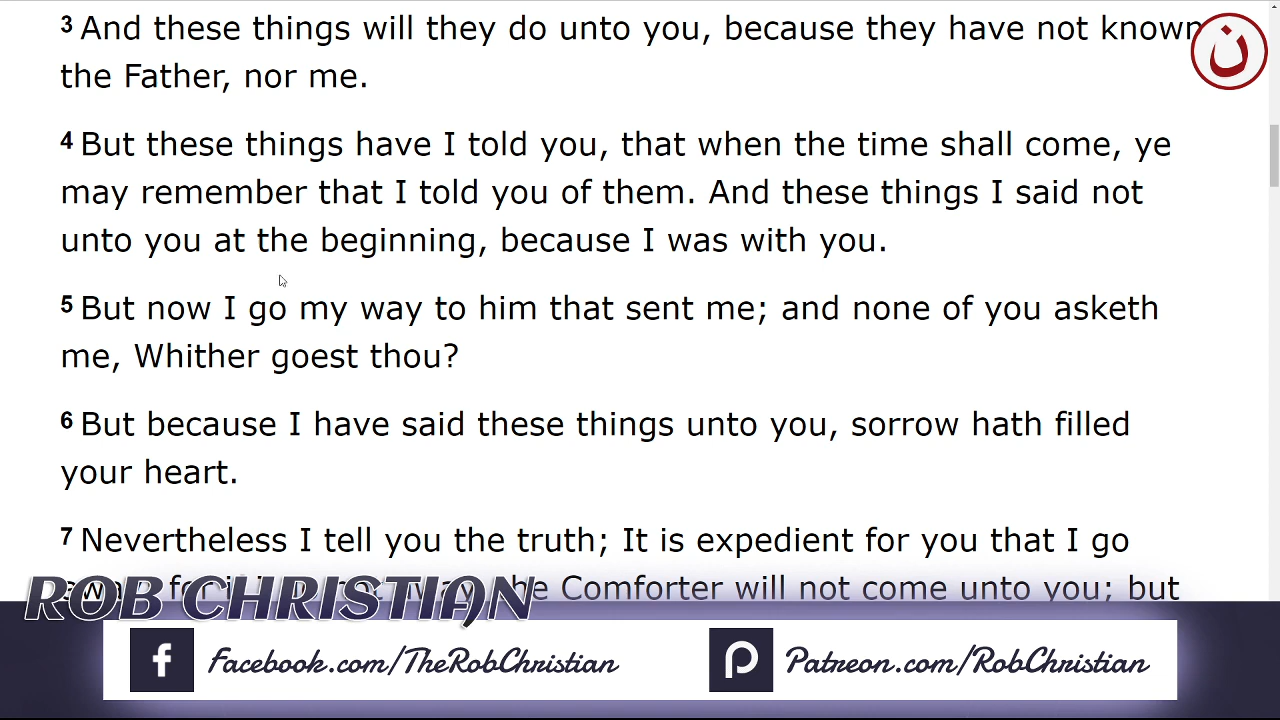 3 And these things will they do unto you, because they have not known
the Father, nor me.
4 But these things have I told you, that when the time shall come, ye
may remember that I told you of them. And these things I said not
unto you at the beginning, because I was with you.
5 But now I go my way to him that sent me; and none of you asketh
me, Whither goest thou?
6 But because I have said these things unto you, sorrow hath filled
your heart.
7 Nevertheless I tell you the truth; It is expedient for you that I go
Comforter will not come unto you; but
ن
ROB CHRISTIAN
Facebook.com/TheRobChristian
Patreon.com/RobChristian